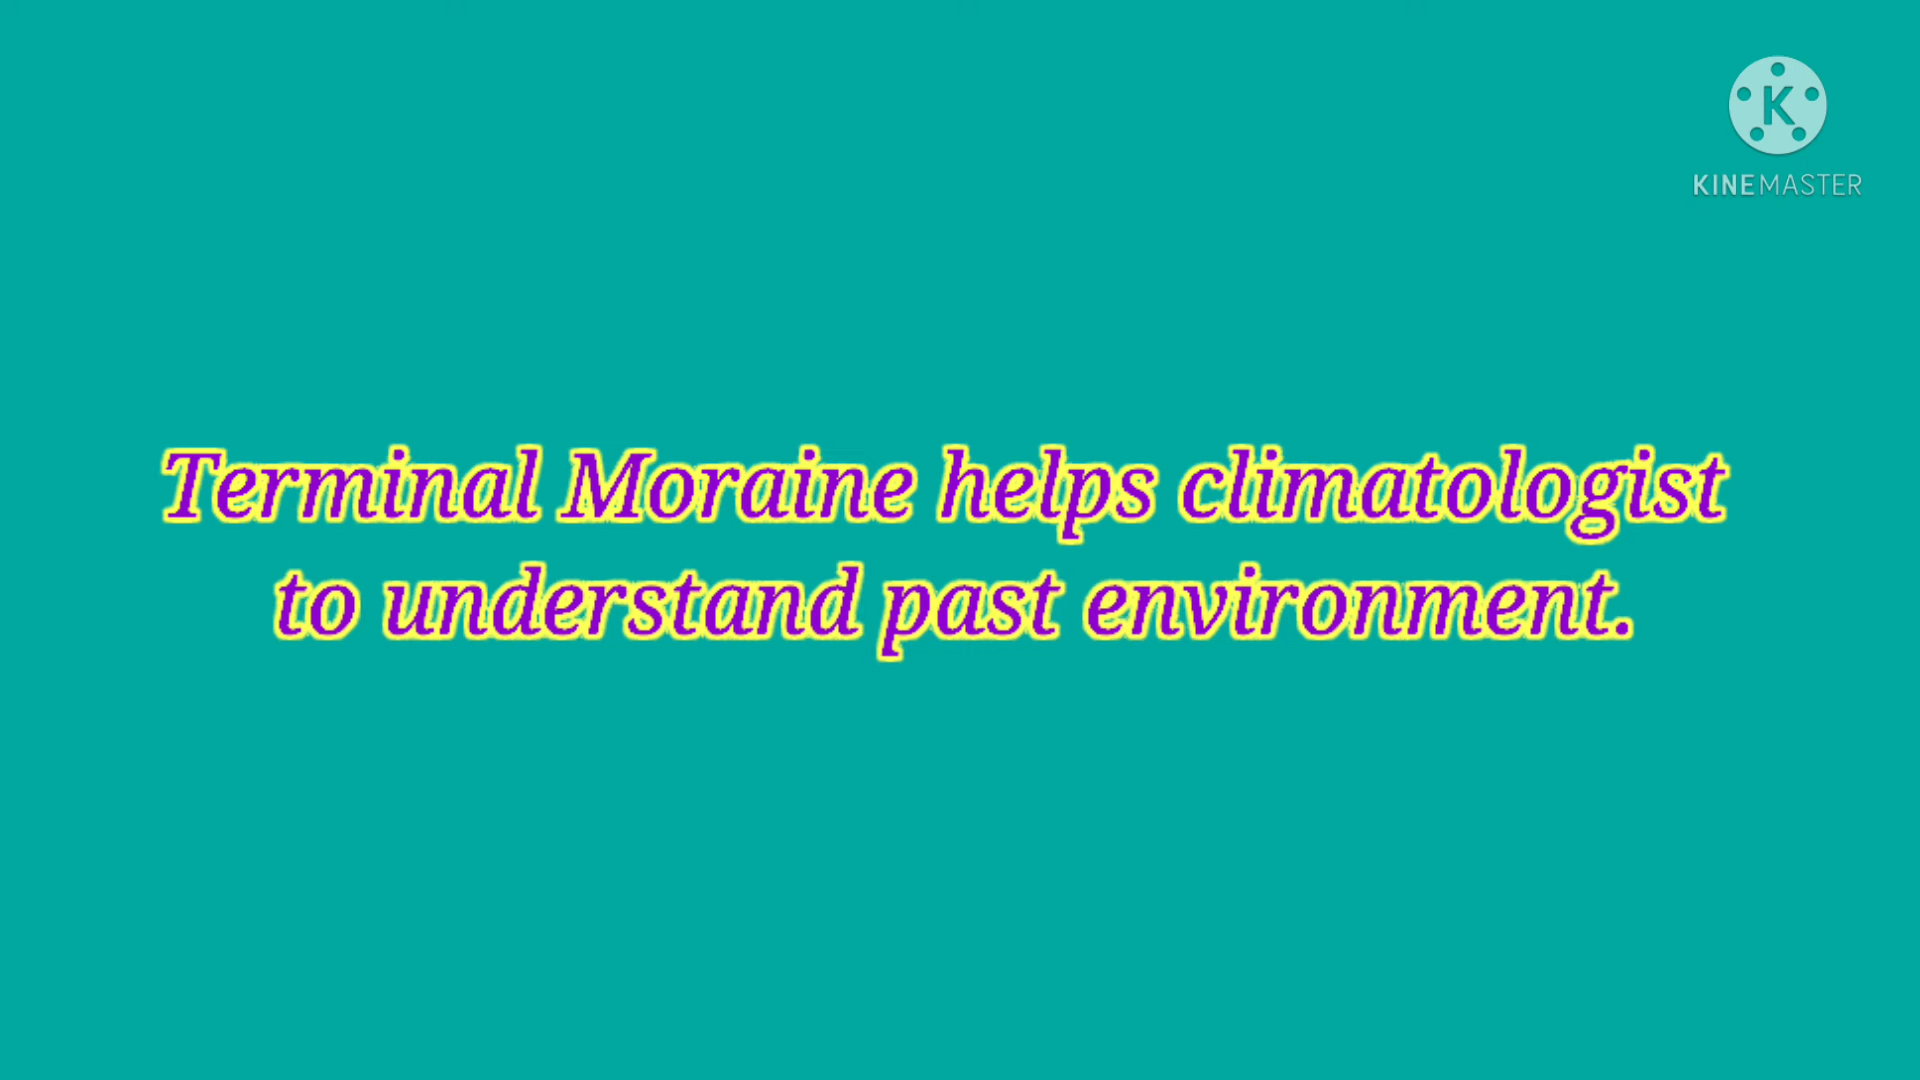 K
KINEMASTER
Terminal Moraine helps climatologist
to understand past environment.